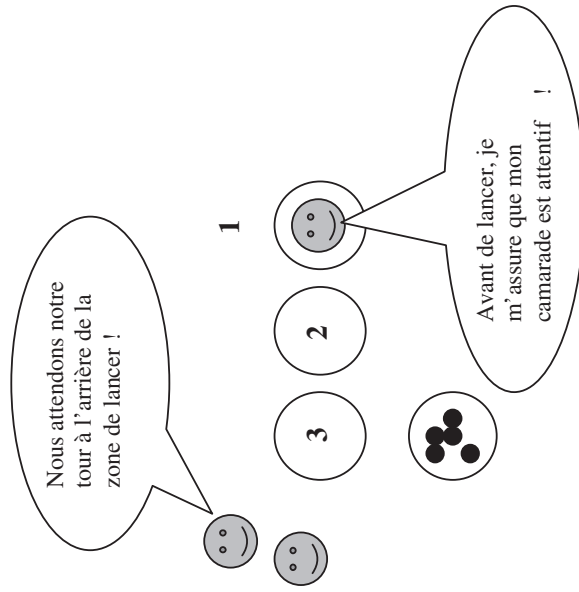 Nous attendons notre
tour à l'arrière de la
zone de lancer !
1
2
3
Avant de lancer, je
m'assure que mon
camarade est attentif !